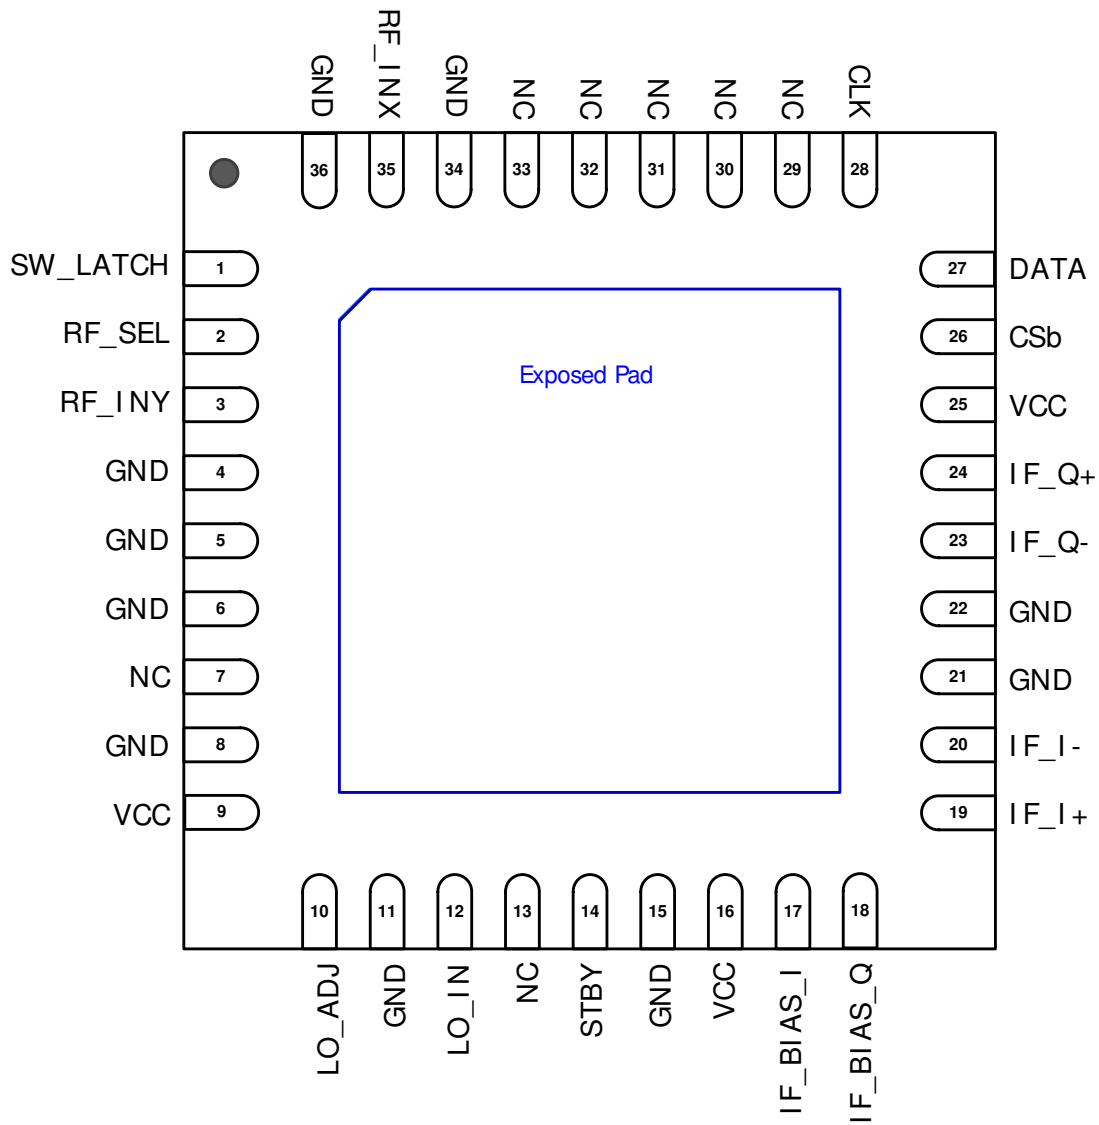 GND RF_INX GND NC NC NC NC NC CLK
36 35 34 33 32 31 30 29 28
SW_LATCH 1 27 DATA
RF_SEL 2 26 CSb
Exposed Pad
RF_INY 3 25 VCC
GND 4 24 IF_Q+
GND 5 23 IF_Q-
GND 6 22 GND
NC 7 21 GND
GND 8 20 IF_I-
VCC 9 19 IF_I+
10 11 12 13 14 15 16 17 18
LO_ADJ GND LO_IN NC STBY GND VCC IF_BIAS_I IF_BIAS_Q